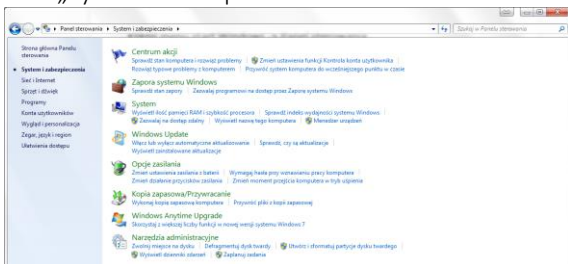 Panel sterowania ▸ System i zabezpieczenia ▸
Szukaj w Panelu sterowania
Strona główna Panelu sterowania
System i zabezpieczenia
Sieć i Internet
Sprzęt i dźwięk
Programy
Konta użytkowników
Wygląd i personalizacja
Zegar, język i region
Ułatwienia dostępu
Centrum akcji
Sprawdź stan komputera i rozwiąż problemy | Zmień ustawienia funkcji Kontrola konta użytkownika
Rozwiąż typowe problemy z komputerem | Przywróć system komputera do wcześniejszego punktu w czasie
Zapora systemu Windows
Sprawdź stan zapory | Zezwalaj programowi na dostęp przez Zaporę systemu Windows
System
Wyświetl ilość pamięci RAM i szybkość procesora | Sprawdź indeks wydajności systemu Windows
Zezwalaj na dostęp zdalny | Wyświetl nazwę tego komputera | Menedżer urządzeń
Windows Update
Włącz lub wyłącz automatyczne aktualizowanie | Sprawdź, czy są aktualizacje
Wyświetl zainstalowane aktualizacje
Opcje zasilania
Zmień ustawienia zasilania z baterii | Wymagaj hasła przy wznawianiu pracy komputera
Zmień działanie przycisków zasilania | Zmień moment przejścia komputera w tryb uśpienia
Kopia zapasowa/Przywracanie
Wykonaj kopię zapasową komputera | Przywróć pliki z kopii zapasowej
Windows Anytime Upgrade
Skorzystaj z większej liczby funkcji w nowej wersji systemu Windows 7
Narzędzia administracyjne
Zwolnij miejsce na dysku | Defragmentuj dysk twardy | Utwórz i sformatuj partycje dysku twardego
Wyświetl dzienniki zdarzeń | Zaplanuj zadania